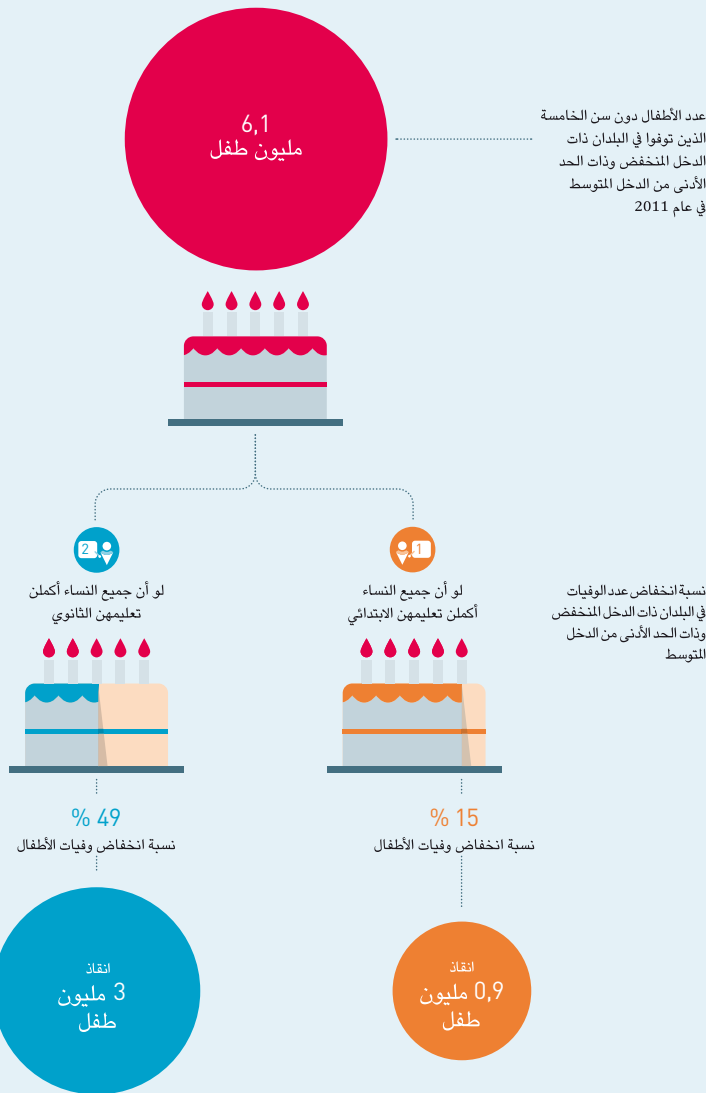 6,1
مليون طفل
عدد الأطفال دون سن الخامسة
الذين توفوا في البلدان ذات
الدخل المنخفض وذات الحد
الأدنى من الدخل المتوسط
في عام 2011
1
2
نسبة انخفاض عدد الوفيات
في البلدان ذات الدخل المنخفض
وذات الحد الأدنى من الدخل
المتوسط
لو أن جميع النساء
أكملن تعليمهن الابتدائي
لو أن جميع النساء أكملن
تعليمهن الثانوي
% 15
نسبة انخفاض وفيات الأطفال
% 49
نسبة انخفاض وفيات الأطفال
انقاذ
0,9 مليون
طفل
انقاذ
3 مليون
طفل